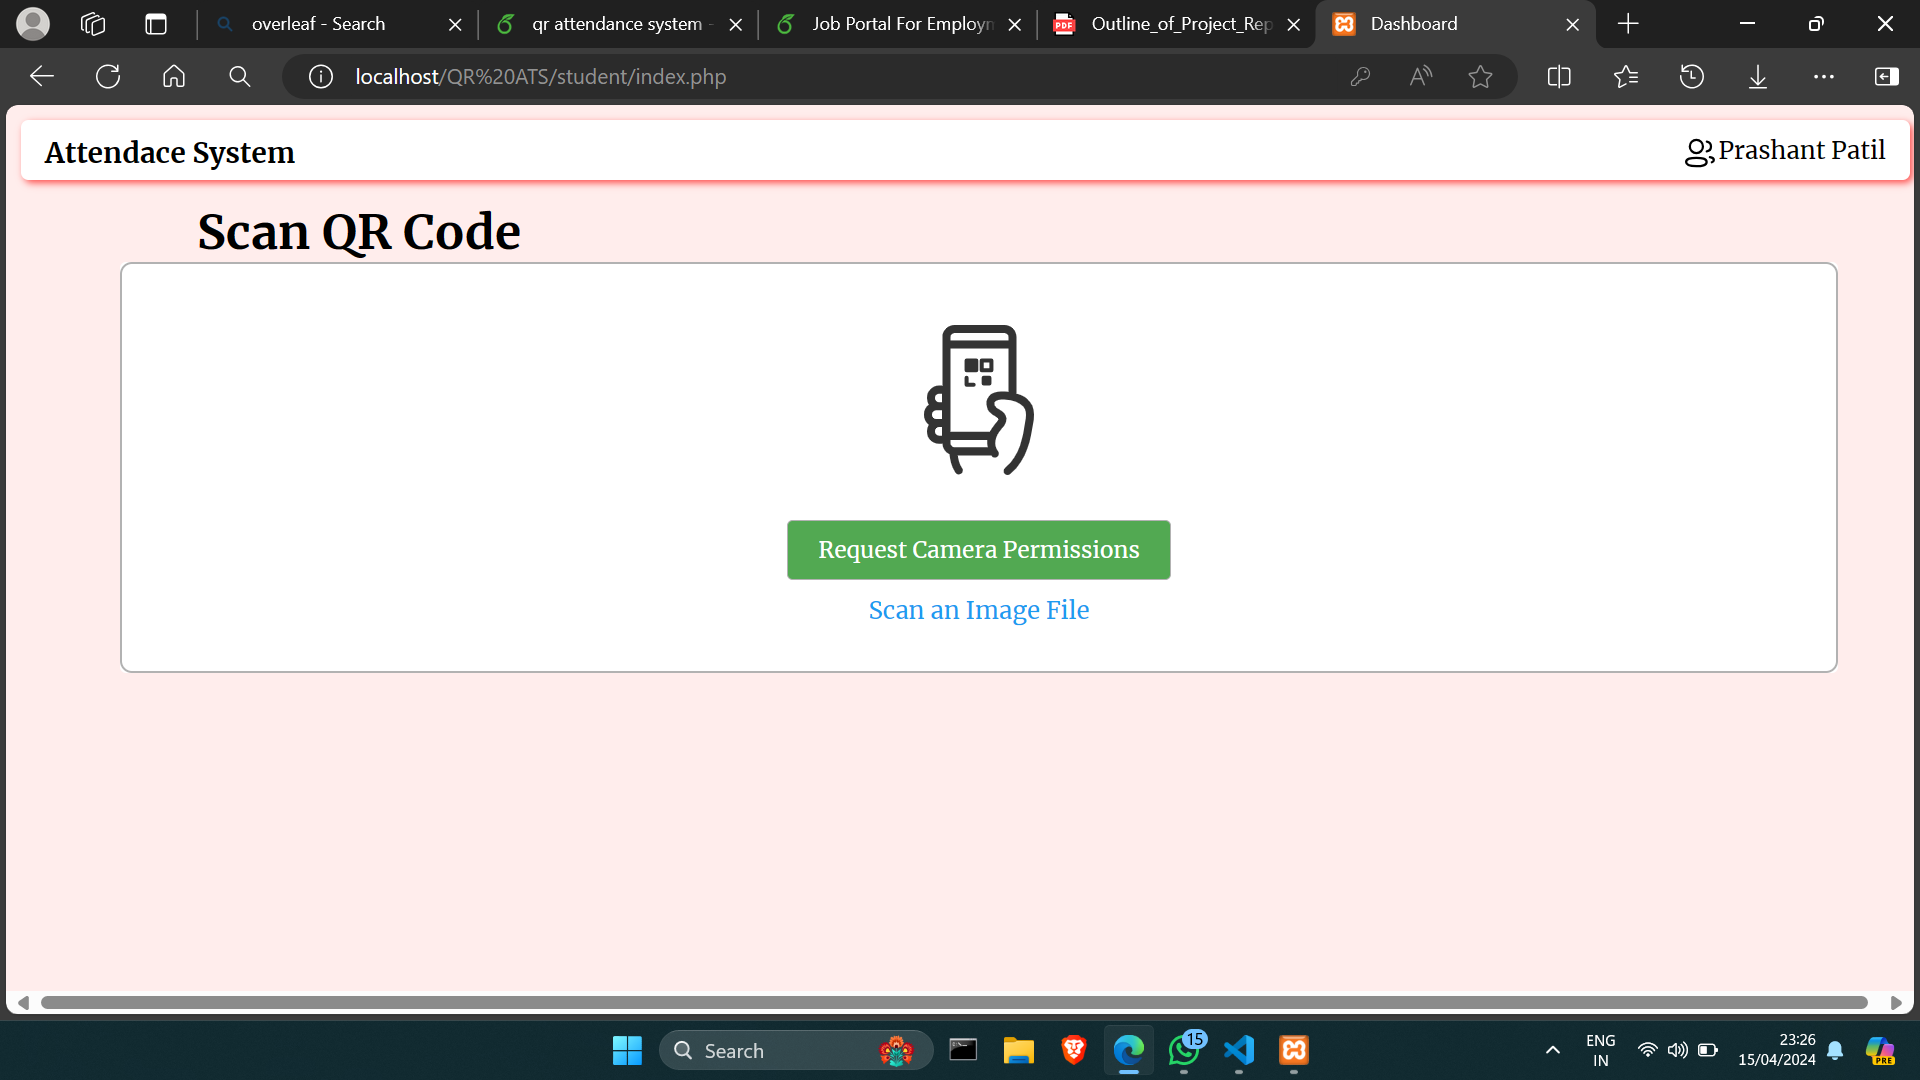 overleaf - Search
qr attendance system -
Job Portal For Employm
Outline_of_Project_Rep
Dashboard
localhost/QR%20ATS/student/index.php
Attendace System
Prashant Patil
Scan QR Code
Request Camera Permissions
Scan an Image File
Search
15
ENG
IN
23:26
15/04/2024
PRE